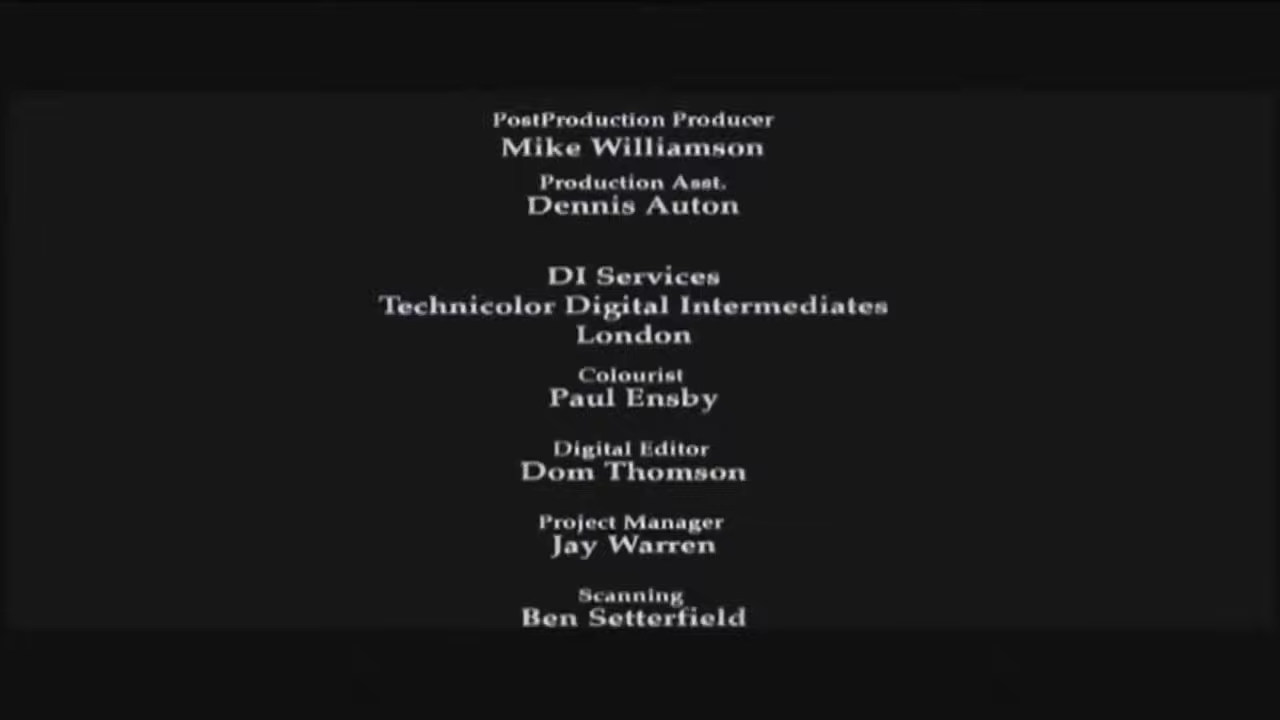 PostProduction Producer
Mike Williamson
Production Asst.
Dennis Auton
DI Services
Technicolor Digital Intermediates
London
Colourist
Paul Ensby
Digital Editor
Dom Thomson
Project Manager
Jay Warren
Scanning
Ben Setterfield